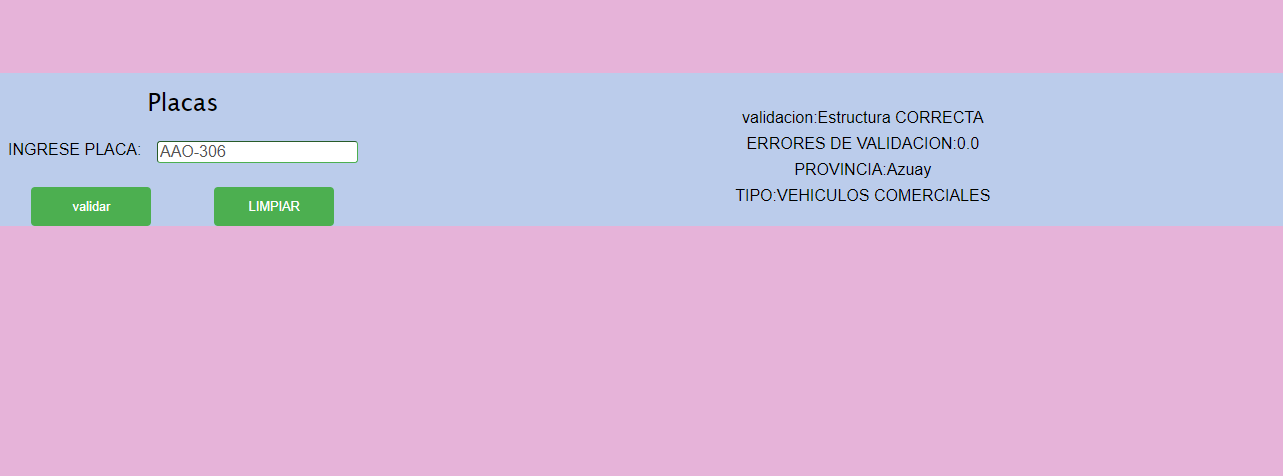 Placas
INGRESE PLACA: AAO-306
validar LIMPIAR
validacion:Estructura CORRECTA
ERRORES DE VALIDACION:0.0
PROVINCIA:Azuay
TIPO:VEHICULOS COMERCIALES